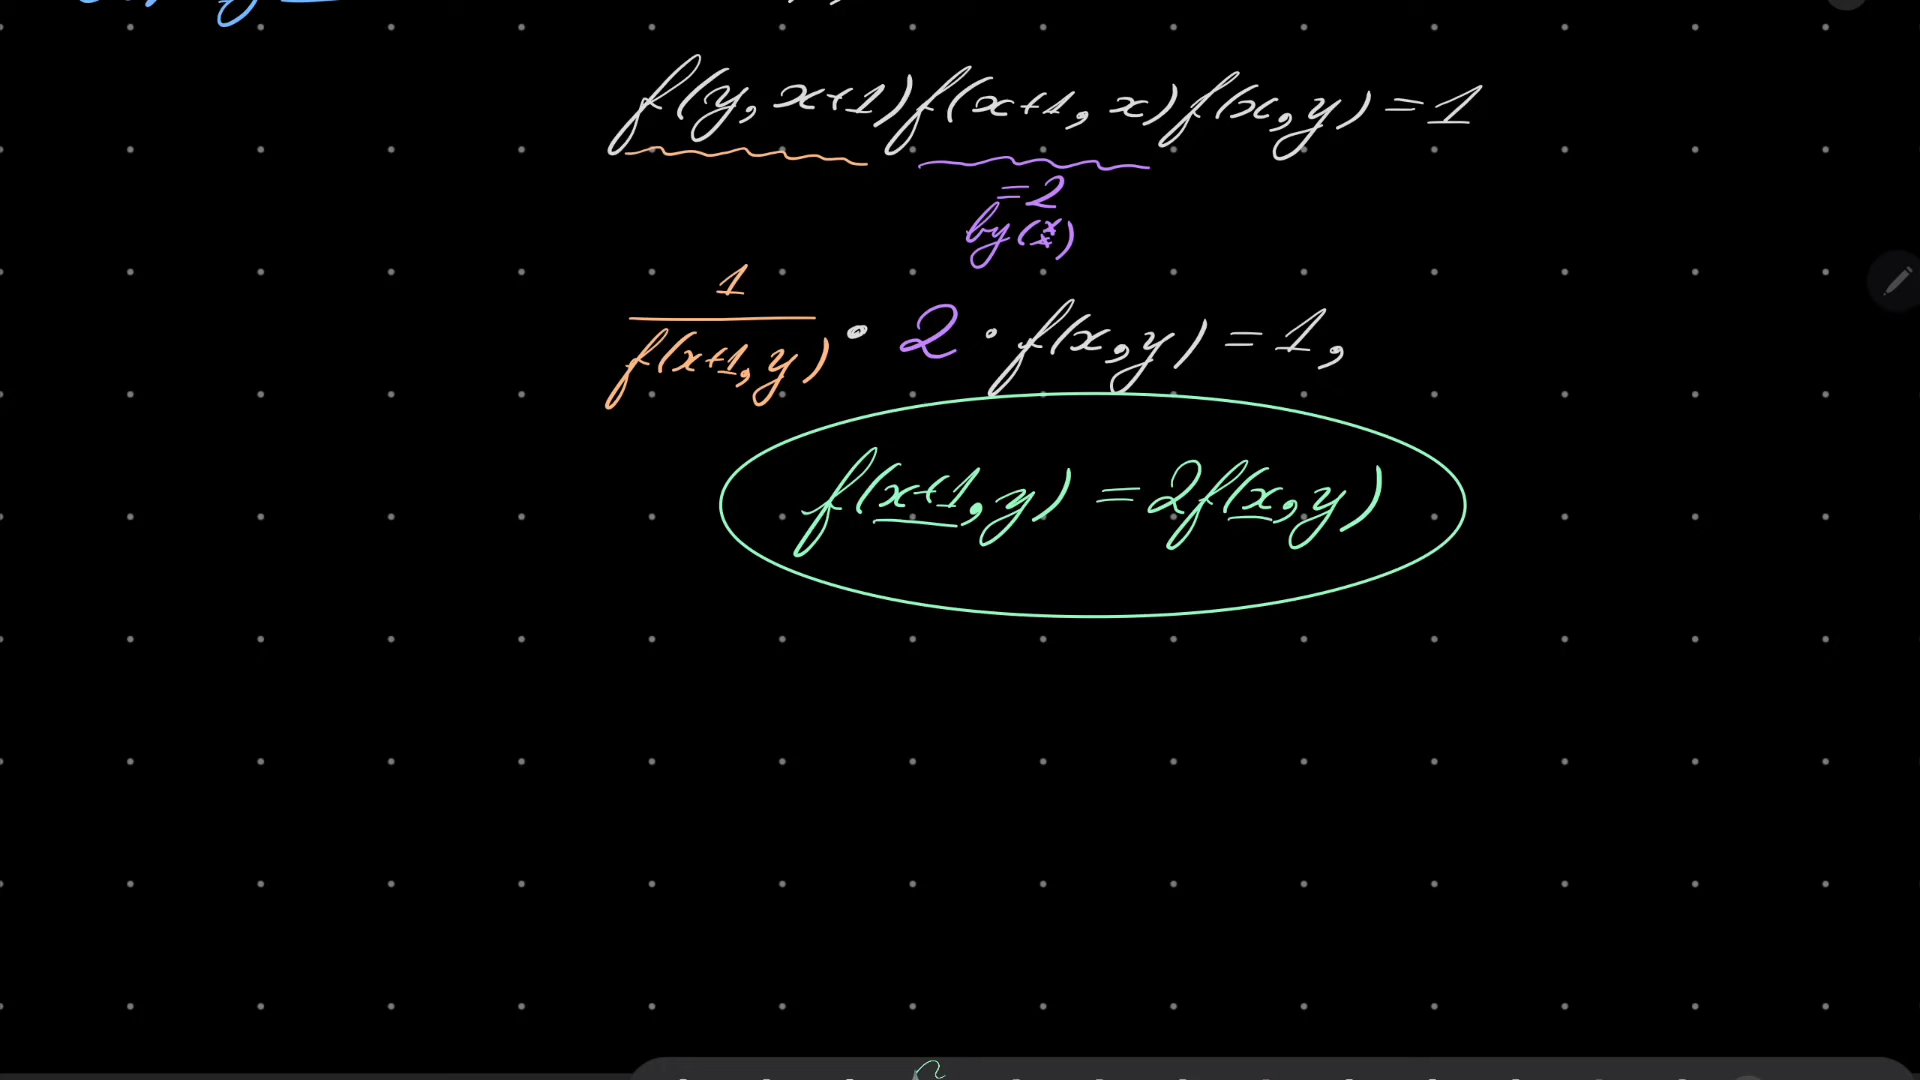 f(y, x+1)f(x+1, x)f(x,y) = 1
= 2
by (**)
1/f(x+1, y) • 2 • f(x,y) = 1,
f(x+1, y) = 2f(x, y)